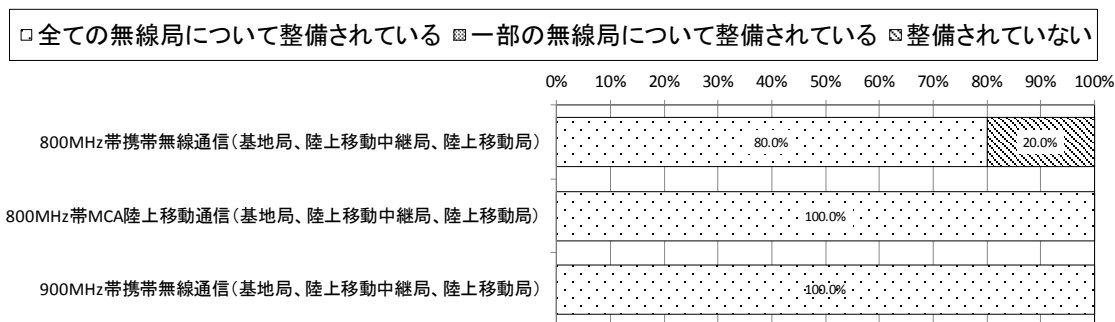 全ての無線局について整備されている 一部の無線局について整備されている 整備されていない
0% 10% 20% 30% 40% 50% 60% 70% 80% 90% 100%
800MHz帯携帯無線通信(基地局、陸上移動中継局、陸上移動局)
80.0% 20.0%
800MHz帯MCA陸上移動通信(基地局、陸上移動中継局、陸上移動局)
100.0%
900MHz帯携帯無線通信(基地局、陸上移動中継局、陸上移動局)
100.0%